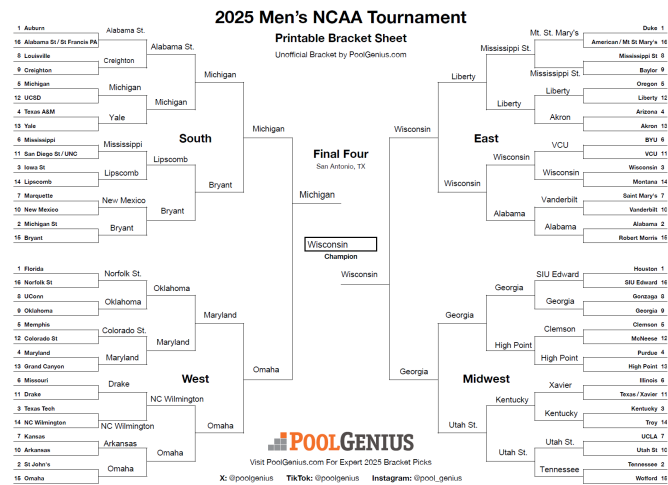 2025 Men's NCAA Tournament
Printable Bracket Sheet
Unofficial Bracket by PoolGenius.com
1 Auburn
16 Alabama St / St Francis PA
8 Louisville
9 Creighton
5 Michigan
12 UCSD
4 Texas A&M
13 Yale
6 Mississippi
11 San Diego St / UNC
3 Iowa St
14 Lipscomb
7 Marquette
10 New Mexico
2 Michigan St
15 Bryant
Alabama St.
Creighton
Michigan
Yale
Mississippi
Lipscomb
New Mexico
Bryant
Alabama St.
Michigan
Lipscomb
Bryant
Michigan
Bryant
Michigan
South
1 Florida
16 Norfolk St
8 UConn
9 Oklahoma
5 Memphis
12 Colorado St
4 Maryland
13 Grand Canyon
6 Missouri
11 Drake
3 Texas Tech
14 NC Wilmington
7 Kansas
10 Arkansas
2 St John's
15 Omaha
Norfolk St.
Oklahoma
Colorado St.
Maryland
Drake
NC Wilmington
Arkansas
Omaha
Oklahoma
Maryland
NC Wilmington
Omaha
Maryland
Omaha
Omaha
West
Final Four
San Antonio, TX
Michigan
Wisconsin
Champion
Wisconsin
Duke 1
American / Mt St Mary's 16
Mississippi St 8
Baylor 9
Oregon 5
Liberty 12
Arizona 4
Akron 13
BYU 6
VCU 11
Wisconsin 3
Montana 14
Saint Mary's 7
Vanderbilt 10
Alabama 2
Robert Morris 15
Mt. St. Mary's
Mississippi St.
Liberty
Akron
VCU
Wisconsin
Vanderbilt
Alabama
Mississippi St.
Liberty
Wisconsin
Alabama
Liberty
Wisconsin
Wisconsin
East
Houston 1
SIU Edward 16
Gonzaga 8
Georgia 9
Clemson 5
McNeese 12
Purdue 4
High Point 13
Illinois 6
Texas / Xavier 11
Kentucky 3
Troy 14
UCLA 7
Utah St 10
Tennessee 2
Wofford 15
SIU Edward
Georgia
Clemson
High Point
Xavier
Kentucky
Utah St.
Tennessee
Georgia
High Point
Kentucky
Utah St.
Georgia
Utah St.
Georgia
Midwest
POOLGENIUS
Visit PoolGenius.com For Expert 2025 Bracket Picks
X: @poolgenius TikTok: @poolgenius Instagram: @pool_genius